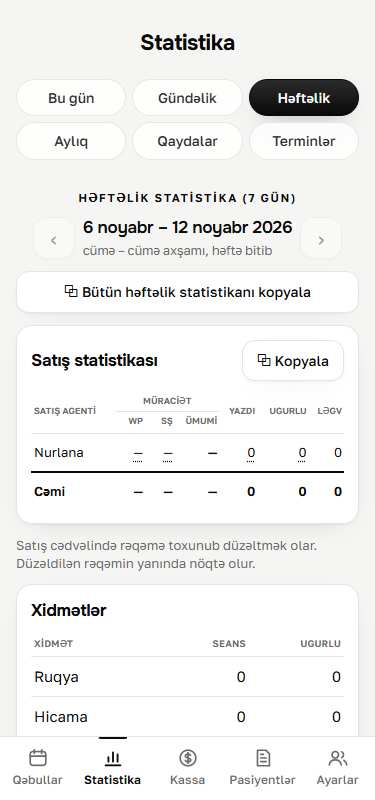 Statistika
Bu gün
Gündəlik
Həftəlik
Aylıq
Qaydalar
Terminlər
HƏFTƏLİK STATİSTİKA (7 GÜN)
6 noyabr – 12 noyabr 2026
cümə – cümə axşamı, həftə bitib
Bütün həftəlik statistikanı kopyala
Satış statistikası
Kopyala
SATIŞ AGENTİ MÜRACİƏT YAZDI UGURLU LƏGV
WP SŞ ÜMUMİ
Nurlana – – – 0 0 0
Cəmi – – – 0 0 0
Satış cədvəlində rəqəmə toxunub düzəltmək olar.
Düzəldilən rəqəmin yanında nöqtə olur.
Xidmətlər
XİDMƏT SEANS UGURLU
Ruqya 0 0
Hicama 0 0
Qəbullar Statistika Kassa Pasiyentlər Ayarlar